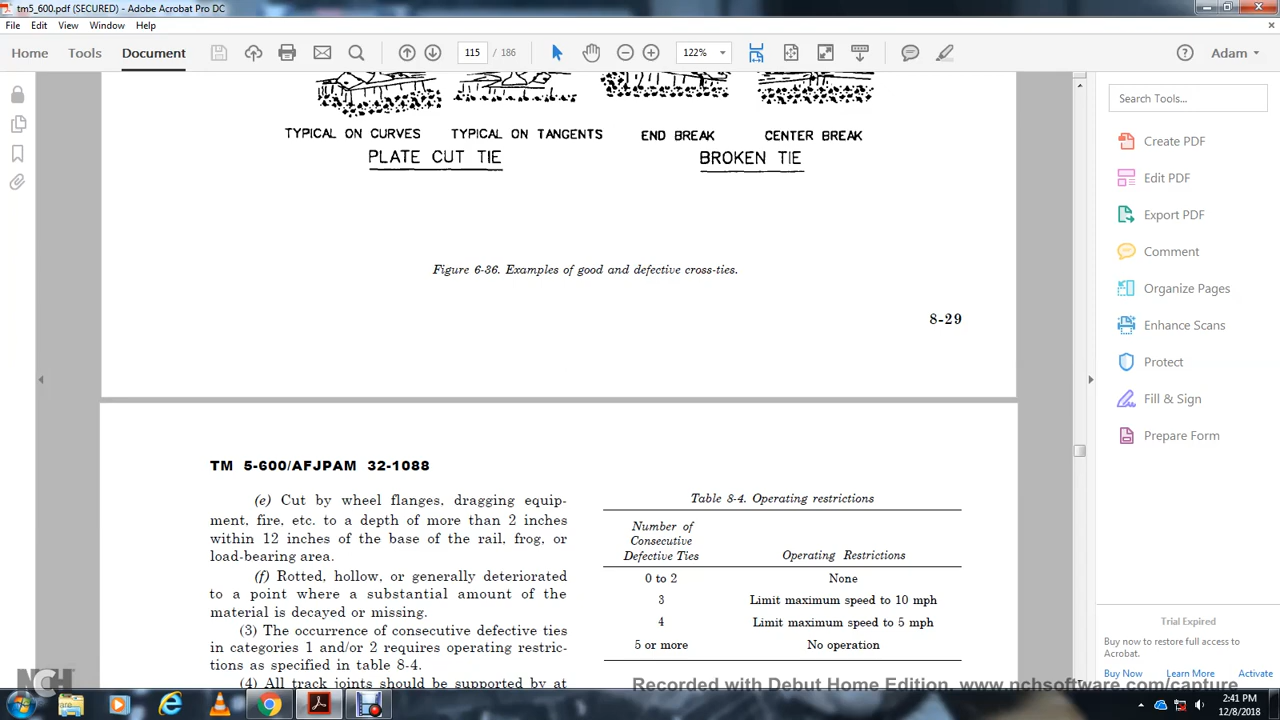 tm5_600.pdf (SECURED) - Adobe Acrobat Pro DC
File Edit View Window Help
Home Tools Document 115 / 186 122% Adam
TYPICAL ON CURVES TYPICAL ON TANGENTS END BREAK CENTER BREAK
PLATE CUT TIE BROKEN TIE
Figure 6-36. Examples of good and defective cross-ties.
8-29
TM 5-600/AFJPAM 32-1088
(e) Cut by wheel flanges, dragging equip-
ment, fire, etc. to a depth of more than 2 inches
within 12 inches of the base of the rail, frog, or
load-bearing area.
(f) Rotted, hollow, or generally deteriorated
to a point where a substantial amount of the
material is decayed or missing.
(3) The occurrence of consecutive defective ties
in categories 1 and/or 2 requires operating restric-
tions as specified in table 8-4.
(4) All track joints should be supported by at
Table 8-4. Operating restrictions
Number of
Consecutive
Defective Ties Operating Restrictions
0 to 2 None
3 Limit maximum speed to 10 mph
4 Limit maximum speed to 5 mph
5 or more No operation
Search Tools...
Create PDF
Edit PDF
Export PDF
Comment
Organize Pages
Enhance Scans
Protect
Fill & Sign
Prepare Form
Trial Expired
Buy now to restore full access to
Acrobat.
Buy Now Learn More Activate
NCH
Software
Recorded with Debut Home Edition. www.nchsoftware.com/capture
2:41 PM
12/8/2018